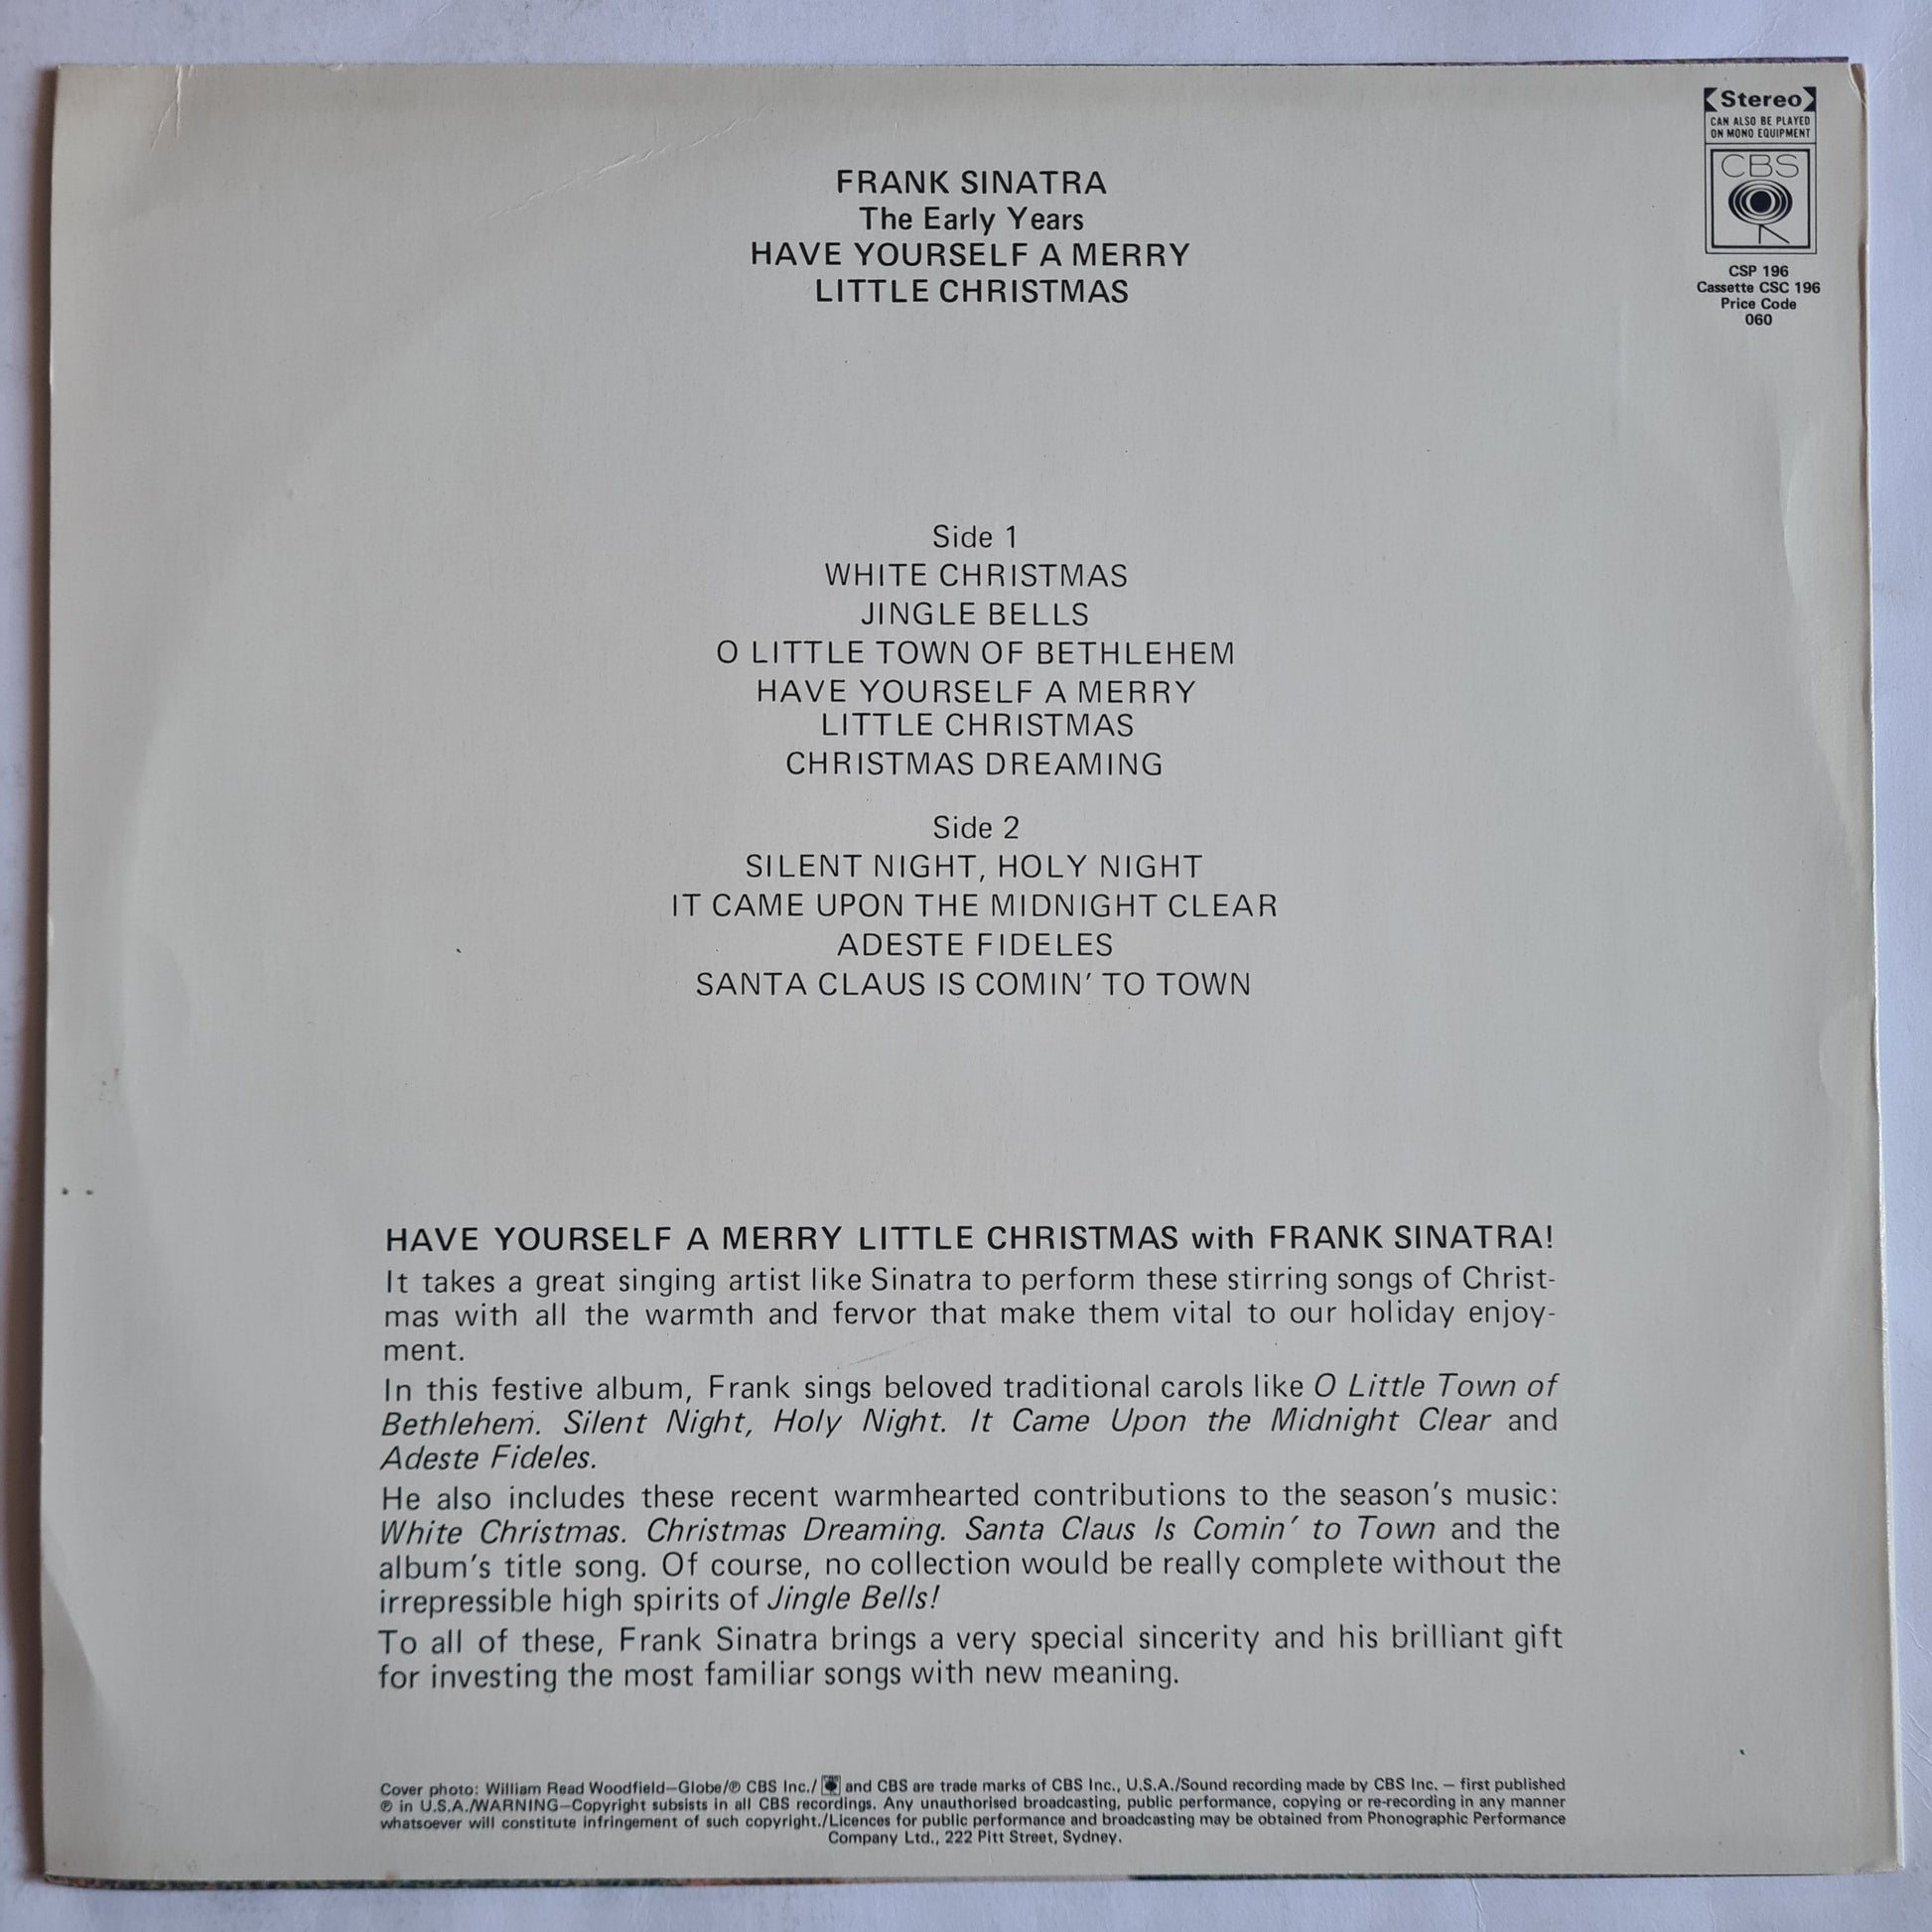 Stereo
CAN ALSO BE PLAYED
ON MONO EQUIPMENT
CBS
CSP 196
Cassette CSC 196
Price Code
060
FRANK SINATRA
The Early Years
HAVE YOURSELF A MERRY
LITTLE CHRISTMAS
Side 1
WHITE CHRISTMAS
JINGLE BELLS
O LITTLE TOWN OF BETHLEHEM
HAVE YOURSELF A MERRY
LITTLE CHRISTMAS
CHRISTMAS DREAMING
Side 2
SILENT NIGHT, HOLY NIGHT
IT CAME UPON THE MIDNIGHT CLEAR
ADESTE FIDELES
SANTA CLAUS IS COMIN' TO TOWN
HAVE YOURSELF A MERRY LITTLE CHRISTMAS with FRANK SINATRA!
It takes a great singing artist like Sinatra to perform these stirring songs of Christ-
mas with all the warmth and fervor that make them vital to our holiday enjoy-
ment.
In this festive album, Frank sings beloved traditional carols like O Little Town of
Bethlehem. Silent Night, Holy Night. It Came Upon the Midnight Clear and
Adeste Fideles.
He also includes these recent warmhearted contributions to the season's music:
White Christmas. Christmas Dreaming. Santa Claus Is Comin' to Town and the
album's title song. Of course, no collection would be really complete without the
irrepressible high spirits of Jingle Bells!
To all of these, Frank Sinatra brings a very special sincerity and his brilliant gift
for investing the most familiar songs with new meaning.
Cover photo: William Read Woodfield—Globe/℗ CBS Inc./ and CBS are trade marks of CBS Inc., U.S.A./Sound recording made by CBS Inc. — first published
℗ in U.S.A./WARNING—Copyright subsists in all CBS recordings. Any unauthorised broadcasting, public performance, copying or re-recording in any manner
whatsoever will constitute infringement of such copyright./Licences for public performance and broadcasting may be obtained from Phonographic Performance
Company Ltd., 222 Pitt Street, Sydney.